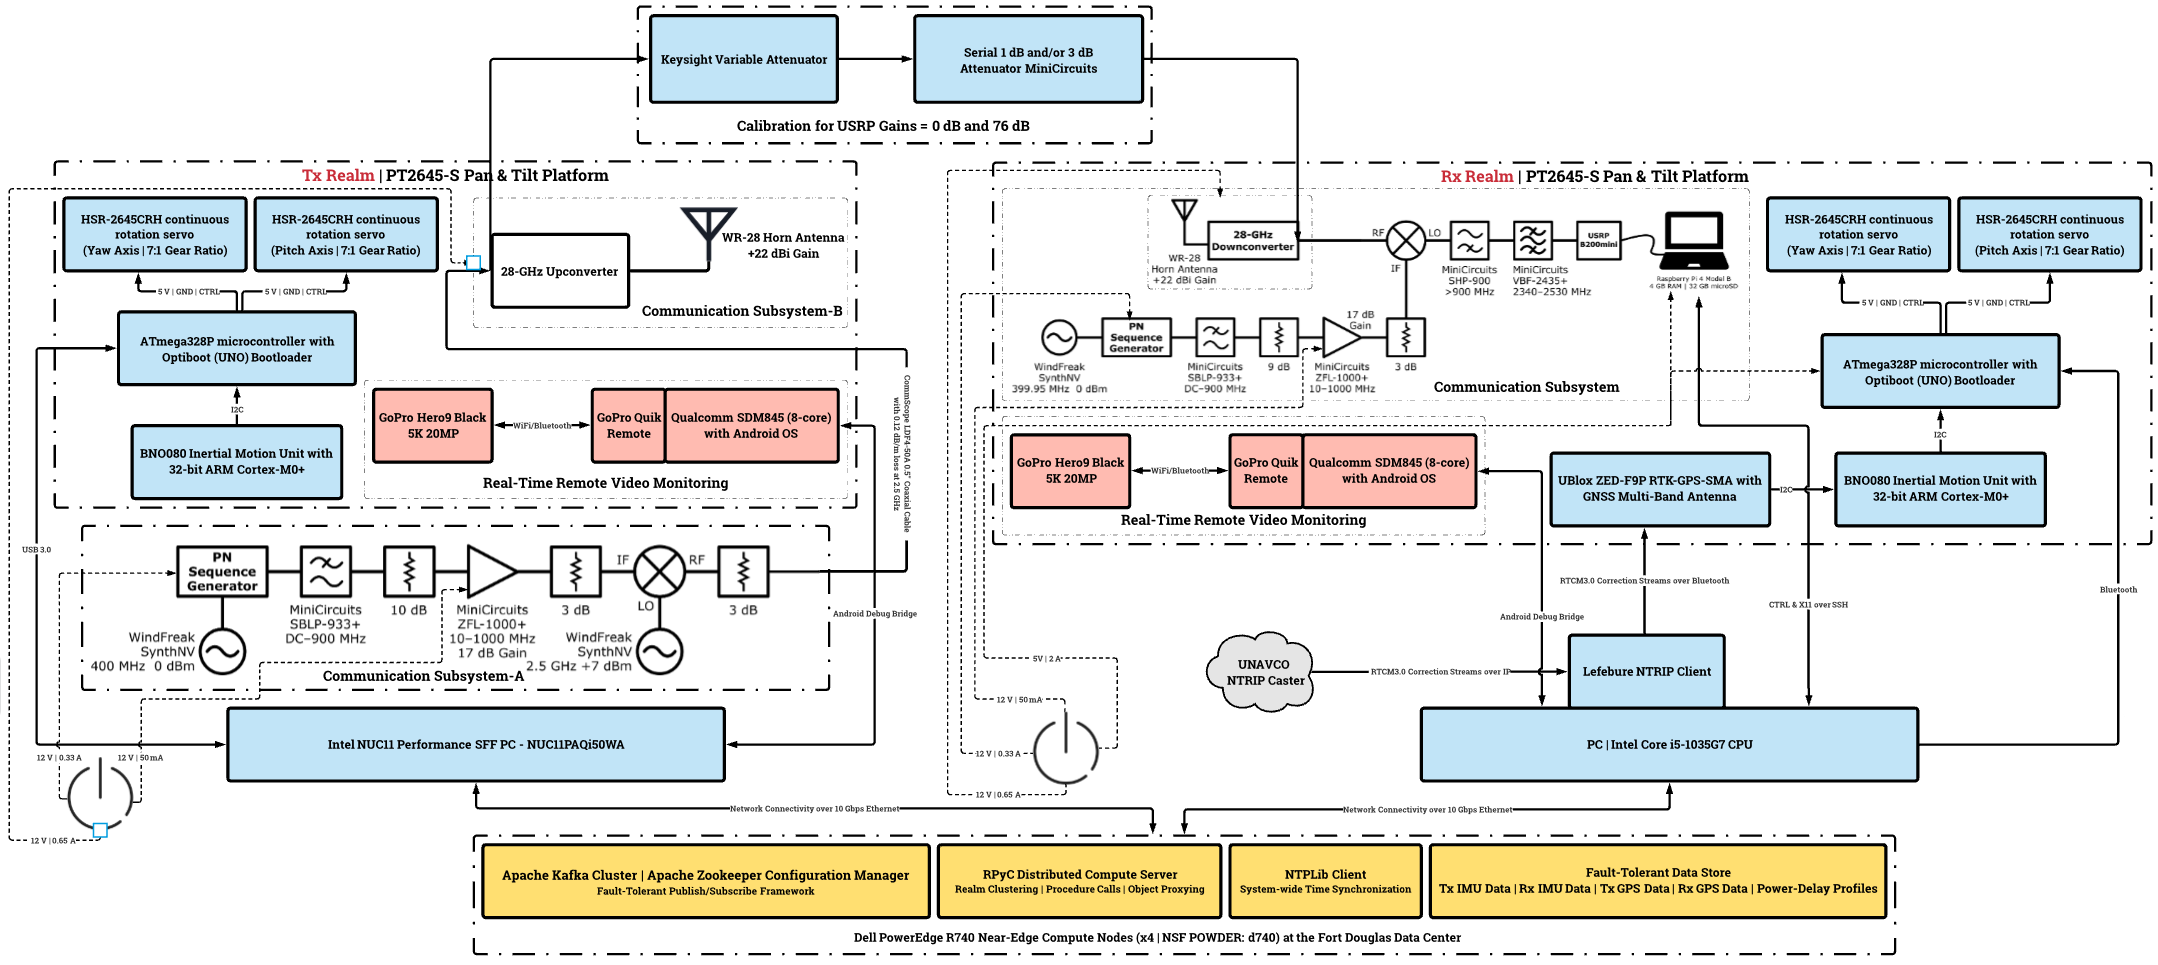 Keysight Variable Attenuator
Serial 1 dB and/or 3 dB
Attenuator MiniCircuits
Calibration for USRP Gains = 0 dB and 76 dB
Tx Realm | PT2645-S Pan & Tilt Platform
HSR-2645CRH continuous
rotation servo
(Yaw Axis | 7:1 Gear Ratio)
HSR-2645CRH continuous
rotation servo
(Pitch Axis | 7:1 Gear Ratio)
5 V | GND | CTRL
5 V | GND | CTRL
ATmega328P microcontroller with
Optiboot (UNO) Bootloader
I2C
BNO080 Inertial Motion Unit with
32-bit ARM Cortex-M0+
28-GHz Upconverter
WR-28 Horn Antenna
+22 dBi Gain
Communication Subsystem-B
GoPro Hero9 Black
5K 20MP
WiFi/Bluetooth
GoPro Quik
Remote
Qualcomm SDM845 (8-core)
with Android OS
Real-Time Remote Video Monitoring
CommScope LDF4-50A 0.5" Coaxial Cable
with 0.12 dB/m loss at 2.5 GHz
USB 3.0
PN
Sequence
Generator
MiniCircuits
SBLP-933+
DC–900 MHz
10 dB
MiniCircuits
ZFL-1000+
10–1000 MHz
17 dB Gain
3 dB
IF
RF
LO
3 dB
WindFreak
SynthNV
400 MHz 0 dBm
WindFreak
SynthNV
2.5 GHz +7 dBm
Communication Subsystem-A
Android Debug Bridge
Intel NUC11 Performance SFF PC - NUC11PAQi50WA
12 V | 0.33 A
12 V | 50mA
12 V | 0.65 A
Rx Realm | PT2645-S Pan & Tilt Platform
WR-28
Horn Antenna
+22 dBi Gain
28-GHz
Downconverter
RF
LO
IF
MiniCircuits
SHP-900
>900 MHz
MiniCircuits
VBF-2435+
2340–2530 MHz
USRP
B200mini
Raspberry Pi 4 Model B
4 GB RAM | 32 GB microSD
WindFreak
SynthNV
399.95 MHz 0 dBm
PN
Sequence
Generator
MiniCircuits
SBLP-933+
DC–900 MHz
9 dB
17 dB
Gain
MiniCircuits
ZFL-1000+
10–1000 MHz
3 dB
Communication Subsystem
GoPro Hero9 Black
5K 20MP
WiFi/Bluetooth
GoPro Quik
Remote
Qualcomm SDM845 (8-core)
with Android OS
Real-Time Remote Video Monitoring
HSR-2645CRH continuous
rotation servo
(Yaw Axis | 7:1 Gear Ratio)
HSR-2645CRH continuous
rotation servo
(Pitch Axis | 7:1 Gear Ratio)
5 V | GND | CTRL
5 V | GND | CTRL
ATmega328P microcontroller with
Optiboot (UNO) Bootloader
I2C
UBlox ZED-F9P RTK-GPS-SMA with
GNSS Multi-Band Antenna
I2C
BNO080 Inertial Motion Unit with
32-bit ARM Cortex-M0+
RTCM3.0 Correction Streams over Bluetooth
Android Debug Bridge
CTRL & X11 over SSH
Bluetooth
5V | 2 A
12 V | 50mA
12 V | 0.33 A
12 V | 0.65 A
UNAVCO
NTRIP Caster
RTCM3.0 Correction Streams over IP
Lefebure NTRIP Client
PC | Intel Core i5-1035G7 CPU
Network Connectivity over 10 Gbps Ethernet
Network Connectivity over 10 Gbps Ethernet
Apache Kafka Cluster | Apache Zookeeper Configuration Manager
Fault-Tolerant Publish/Subscribe Framework
RPyC Distributed Compute Server
Realm Clustering | Procedure Calls | Object Proxying
NTPLib Client
System-wide Time Synchronization
Fault-Tolerant Data Store
Tx IMU Data | Rx IMU Data | Tx GPS Data | Rx GPS Data | Power-Delay Profiles
Dell PowerEdge R740 Near-Edge Compute Nodes (x4 | NSF POWDER: d740) at the Fort Douglas Data Center